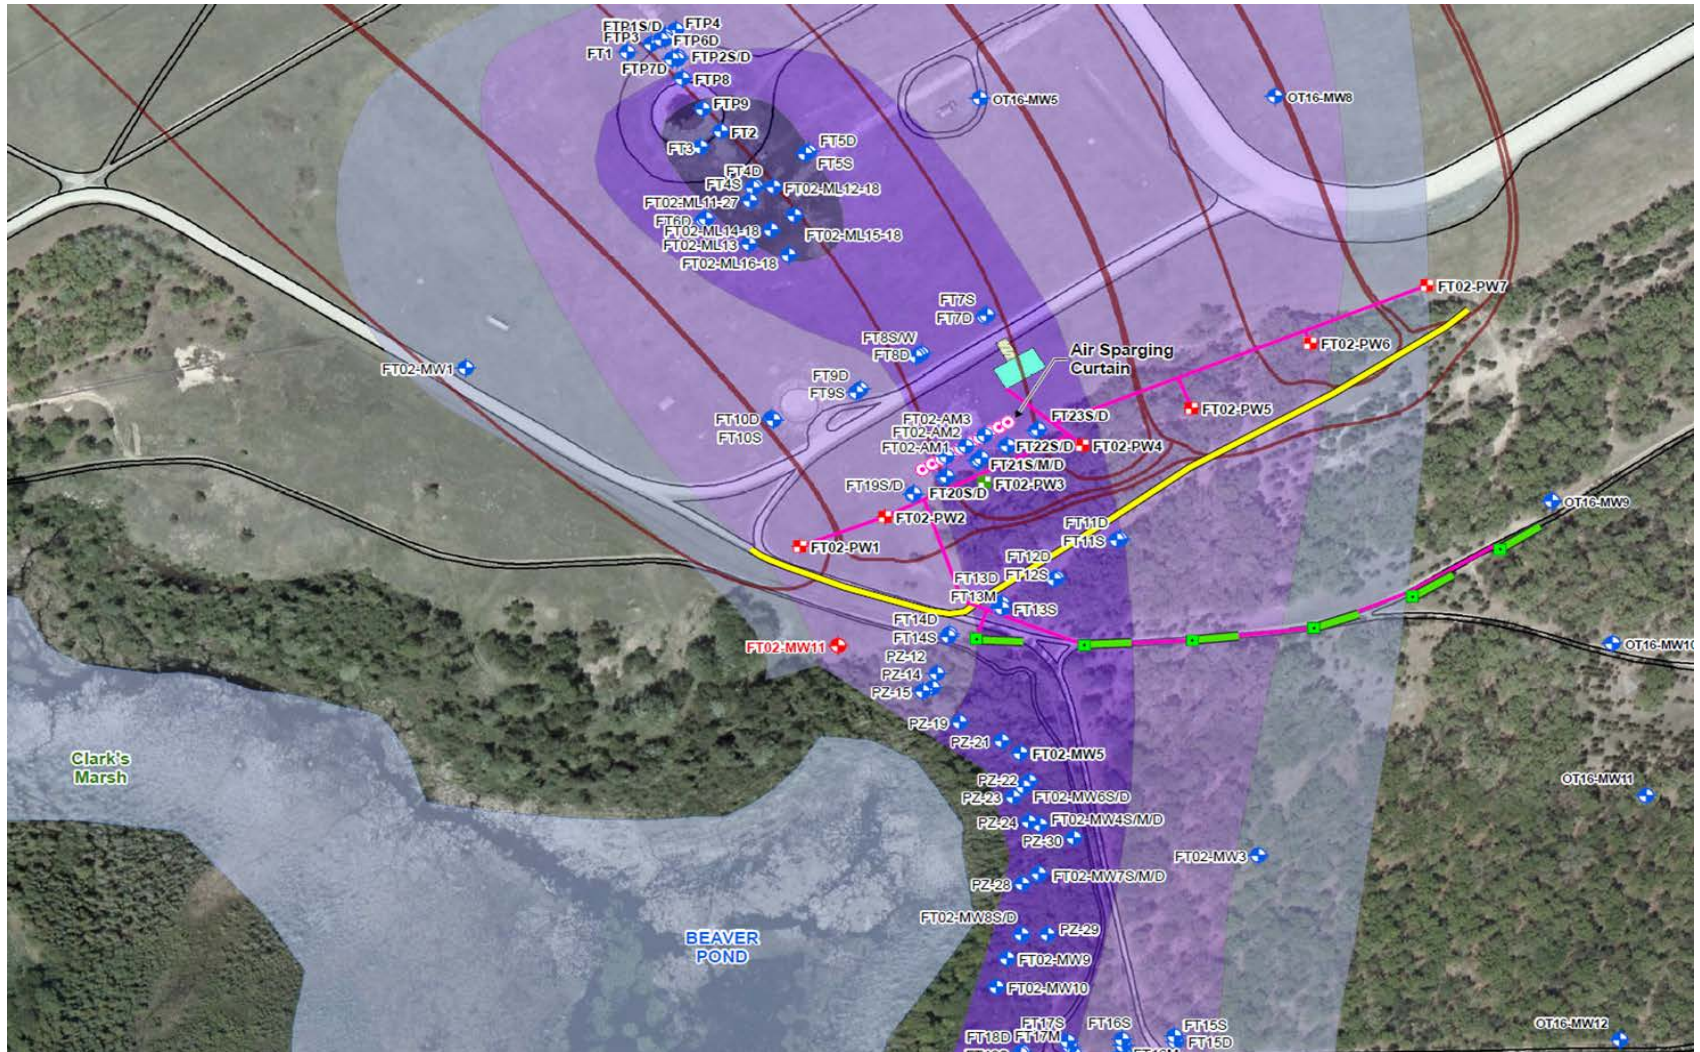 FTP1S/D
FTP4
FTP3
FTP6D
FT1
FTP2S/D
FTP7D
FTP8
FTP9
OT16-MW5
OT16-MW8
FT2
FT3
FT5D
FT5S
FT4D
FT4S
FT02-ML12-18
FT02-ML11-27
FT6D
FT02-ML14-18
FT02-ML15-18
FT02-ML13
FT02-ML16-18
FT02-PW7
FT7S
FT7D
FT8S/W
FT8D
FT02-PW6
Air Sparging
Curtain
FT02-MW1
FT9D
FT9S
FT02-PW5
FT10D
FT10S
FT02-AM3
FT23S/D
FT02-AM2
FT02-AM1
FT22S/D
FT02-PW4
FT21S/M/D
FT19S/D
FT20S/D
FT02-PW3
OT16-MW9
FT02-PW2
FT02-PW1
FT11D
FT11S
FT12D
FT12S
FT13D
FT13M
FT13S
FT14D
FT14S
FT02-MW11
OT16-MW10
PZ-12
PZ-14
PZ-15
PZ-19
PZ-21
FT02-MW5
Clark's
Marsh
PZ-22
PZ-23
FT02-MW6S/D
OT16-MW11
PZ-24
FT02-MW4S/M/D
PZ-30
FT02-MW3
PZ-28
FT02-MW7S/M/D
FT02-MW8S/D
PZ-29
BEAVER
POND
FT02-MW9
FT02-MW10
FT17S
FT16S
FT15S
FT18D
FT17M
FT15D
OT16-MW12